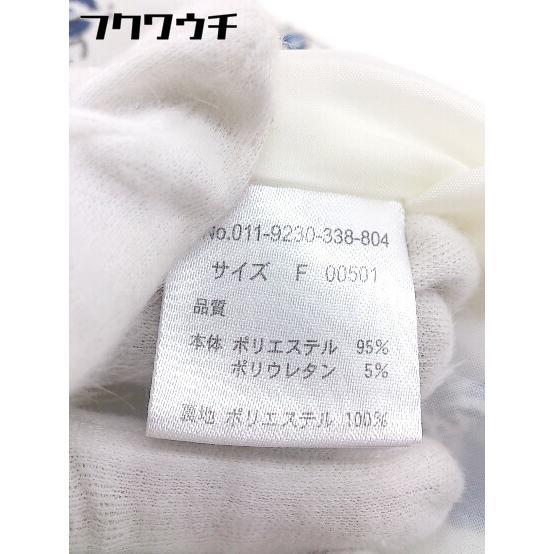 フクワウチ
No.011-9230-338-804
サイズ F 00501
品質
本体 ポリエステル 95%
ポリウレタン 5%
裏地 ポリエステル 100%